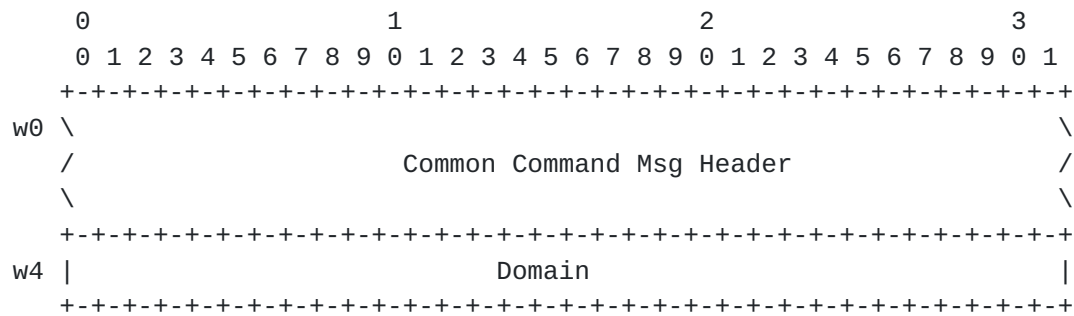 0                   1                   2                   3
     0 1 2 3 4 5 6 7 8 9 0 1 2 3 4 5 6 7 8 9 0 1 2 3 4 5 6 7 8 9 0 1
    +-+-+-+-+-+-+-+-+-+-+-+-+-+-+-+-+-+-+-+-+-+-+-+-+-+-+-+-+-+-+-+-+
 w0 \                                                               \
    /                     Common Command Msg Header                 /
    \                                                               \
    +-+-+-+-+-+-+-+-+-+-+-+-+-+-+-+-+-+-+-+-+-+-+-+-+-+-+-+-+-+-+-+-+
 w4 |                           Domain                              |
    +-+-+-+-+-+-+-+-+-+-+-+-+-+-+-+-+-+-+-+-+-+-+-+-+-+-+-+-+-+-+-+-+